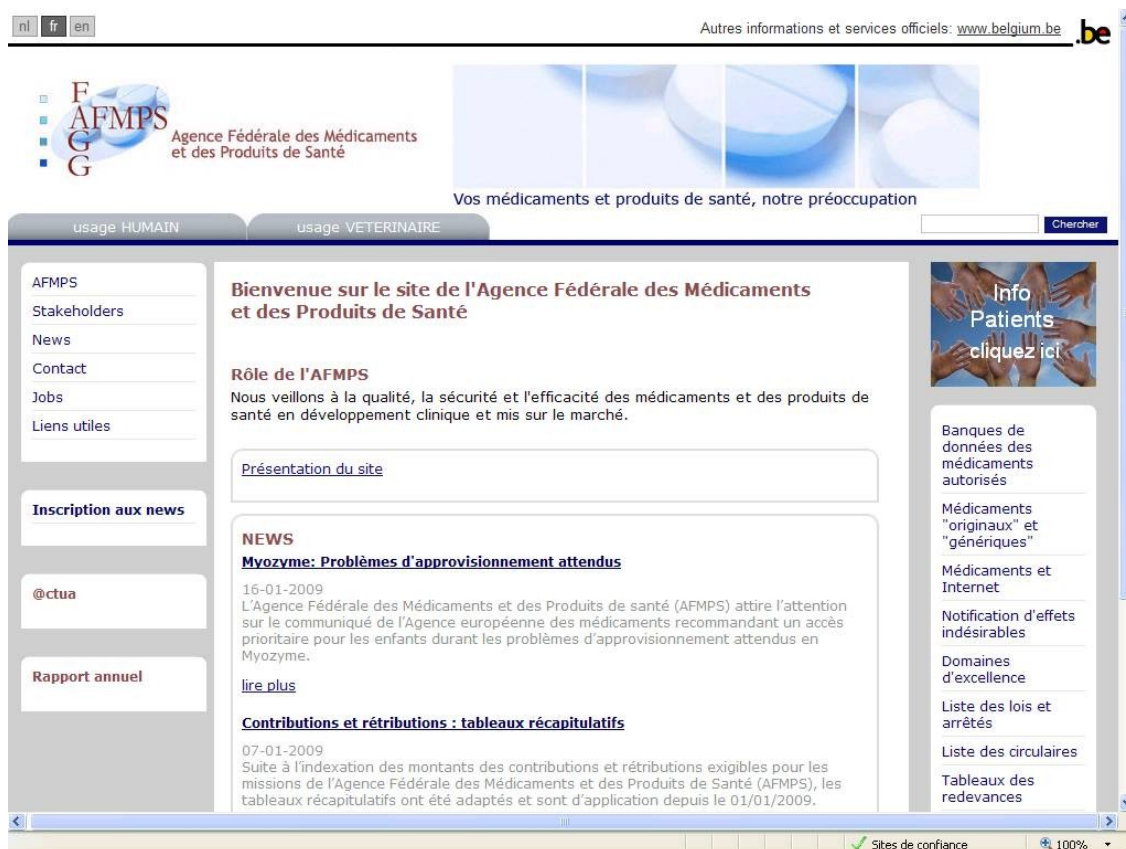 nl fr en
Autres informations et services officiels: www.belgium.be .be
F
AFMPS
G
G
Agence Fédérale des Médicaments
et des Produits de Santé
Vos médicaments et produits de santé, notre préoccupation
usage HUMAIN
usage VETERINAIRE
Chercher
AFMPS
Stakeholders
News
Contact
Jobs
Liens utiles
Inscription aux news
@ctua
Rapport annuel
Bienvenue sur le site de l'Agence Fédérale des Médicaments
et des Produits de Santé
Rôle de l'AFMPS
Nous veillons à la qualité, la sécurité et l'efficacité des médicaments et des produits de
santé en développement clinique et mis sur le marché.
Présentation du site
NEWS
Myozyme: Problèmes d'approvisionnement attendus
16-01-2009
L'Agence Fédérale des Médicaments et des Produits de santé (AFMPS) attire l'attention
sur le communiqué de l'Agence européenne des médicaments recommandant un accès
prioritaire pour les enfants durant les problèmes d'approvisionnement attendus en
Myozyme.
lire plus
Contributions et rétributions : tableaux récapitulatifs
07-01-2009
Suite à l'indexation des montants des contributions et rétributions exigibles pour les
missions de l'Agence Fédérale des Médicaments et des Produits de Santé (AFMPS), les
tableaux récapitulatifs ont été adaptés et sont d'application depuis le 01/01/2009.
Info
Patients
cliquez ici
Banques de
données des
médicaments
autorisés
Médicaments
"originaux" et
"génériques"
Médicaments et
Internet
Notification d'effets
indésirables
Domaines
d'excellence
Liste des lois et
arrêtés
Liste des circulaires
Tableaux des
redevances
Sites de confiance
100%